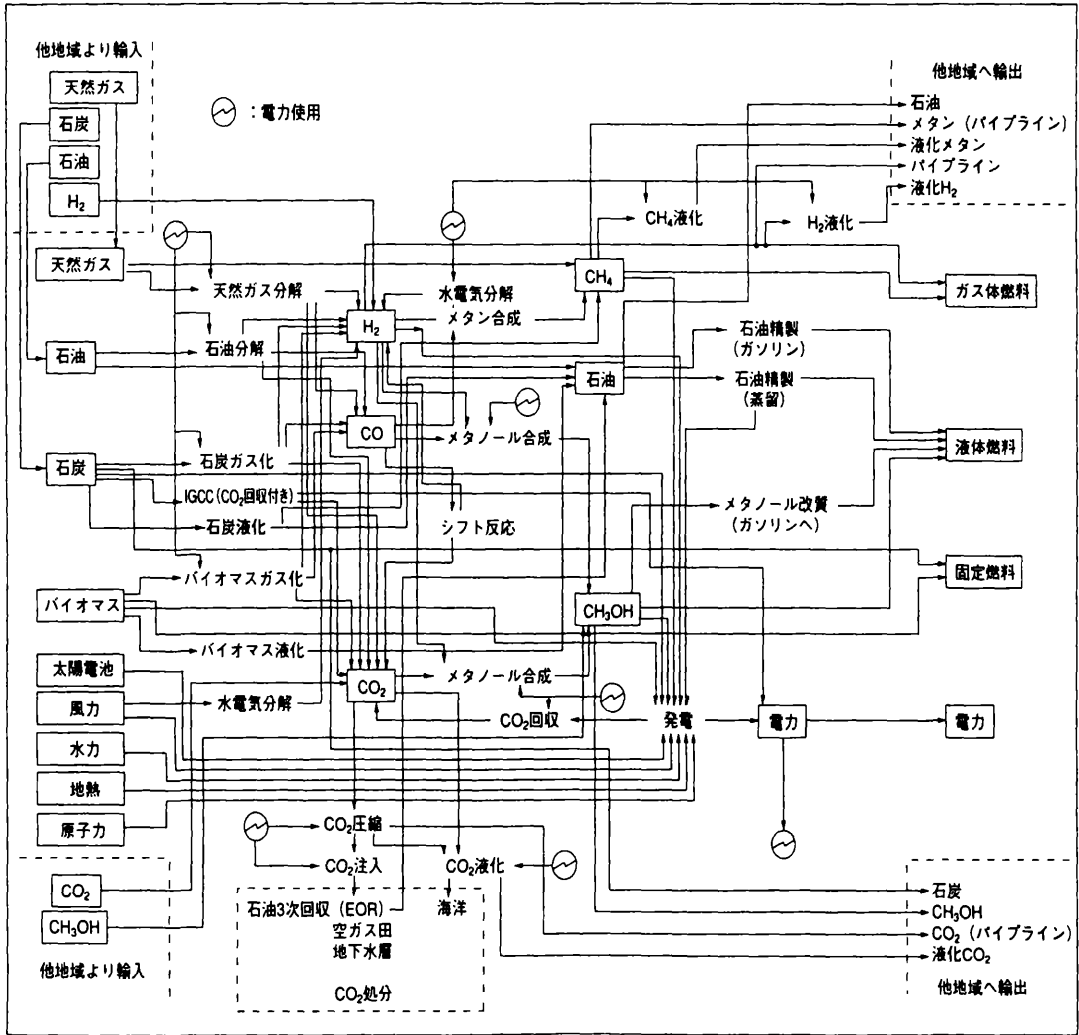 他地域より輸入
天然ガス
石炭
石油
H₂
：電力使用
他地域へ輸出
石油
メタン（パイプライン）
液化メタン
パイプライン
液化H₂
CH₄液化
H₂液化
天然ガス
天然ガス分解
水電気分解
CH₄
ガス体燃料
H₂
メタン合成
石油
石油分解
石油
石油精製
(ガソリン)
石油精製
(蒸留)
CO
メタノール合成
液体燃料
石炭
石炭ガス化
IGCC(CO₂回収付き)
石炭液化
シフト反応
メタノール改質
(ガソリンへ)
バイオマスガス化
固定燃料
バイオマス
CH₃OH
バイオマス液化
太陽電池
CO₂
メタノール合成
風力
水電気分解
CO₂回収
発電
電力
電力
水力
地熱
原子力
CO₂圧縮
CO₂注入
CO₂液化
CO₂
CH₃OH
他地域より輸入
石油3次回収（EOR）
空ガス田
地下水層
海洋
CO₂処分
石炭
CH₃OH
CO₂（パイプライン）
液化CO₂
他地域へ輸出